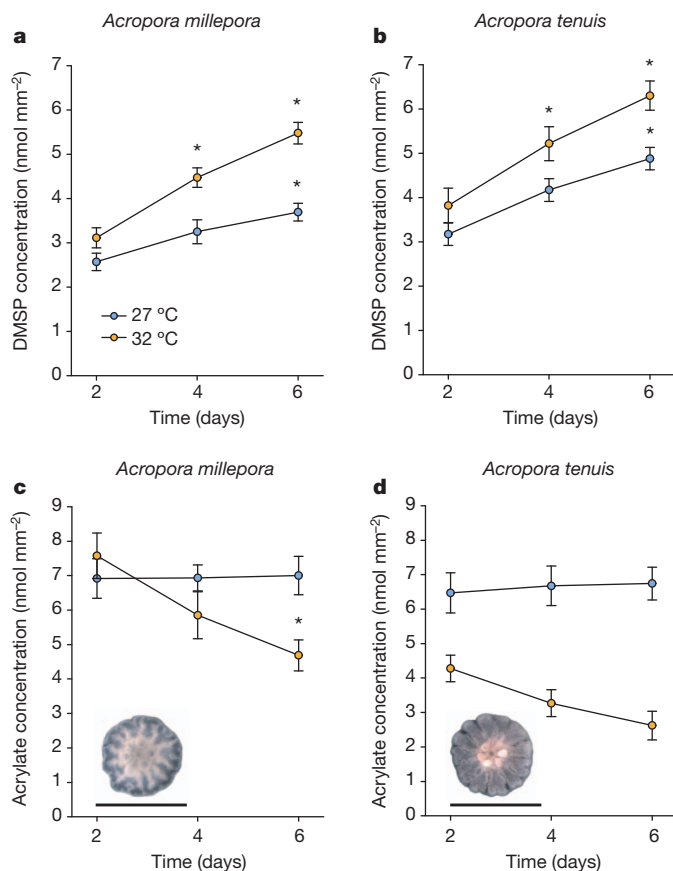 Acropora millepora
Acropora tenuis
a
b
DMSP concentration (nmol mm⁻²)
7
6
5
4
3
2
1
0
* *
*
27 ºC
32 ºC
2 4 6
Time (days)
DMSP concentration (nmol mm⁻²)
7
6
5
4
3
2
1
0
* *
*
2 4 6
Time (days)
Acropora millepora
Acropora tenuis
c
d
Acrylate concentration (nmol mm⁻²)
9
8
7
6
5
4
3
2
1
0
*
2 4 6
Time (days)
Acrylate concentration (nmol mm⁻²)
9
8
7
6
5
4
3
2
1
0
2 4 6
Time (days)